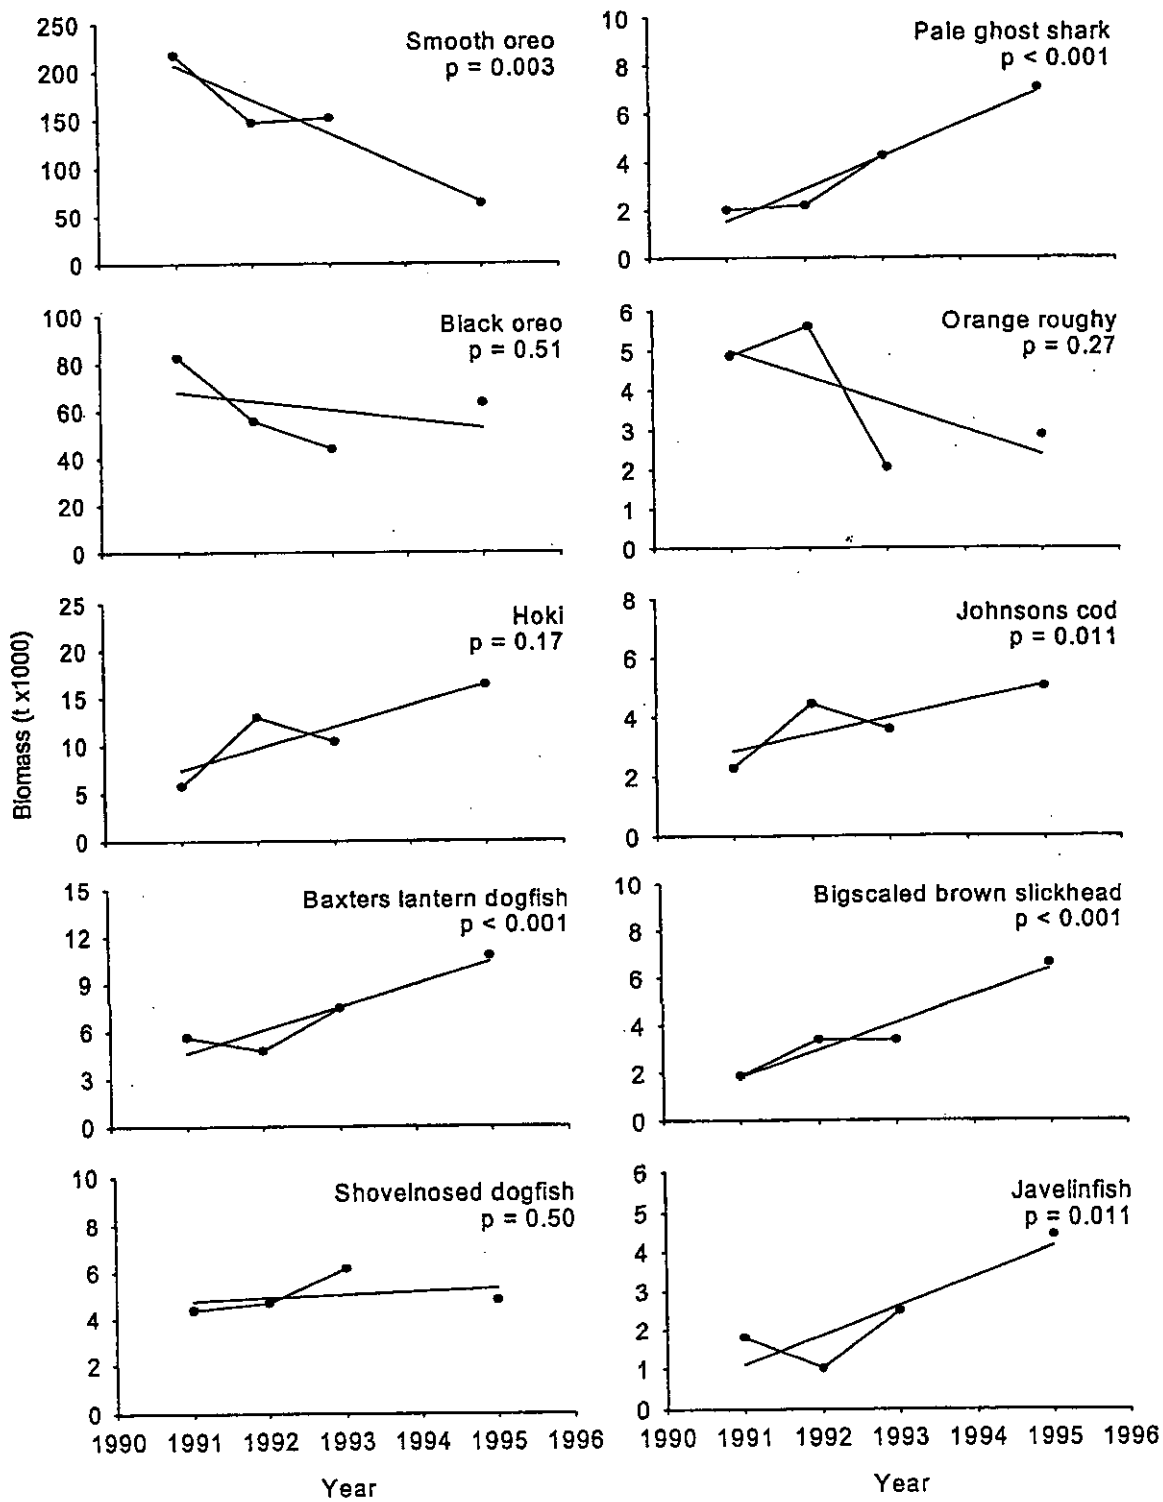 250
200
150
100
50
0
Smooth oreo
p = 0.003
10
8
6
4
2
0
Pale ghost shark
p < 0.001
100
80
60
40
20
0
Black oreo
p = 0.51
6
5
4
3
2
1
0
Orange roughy
p = 0.27
Biomass (t x1000)
25
20
15
10
5
0
Hoki
p = 0.17
8
6
4
2
0
Johnsons cod
p = 0.011
15
12
9
6
3
0
Baxters lantern dogfish
p < 0.001
10
8
6
4
2
0
Bigscaled brown slickhead
p < 0.001
10
8
6
4
2
0
Shovelnosed dogfish
p = 0.50
1990 1991 1992 1993 1994 1995 1996
Year
6
5
4
3
2
1
0
Javelinfish
p = 0.011
1990 1991 1992 1993 1994 1995 1996
Year